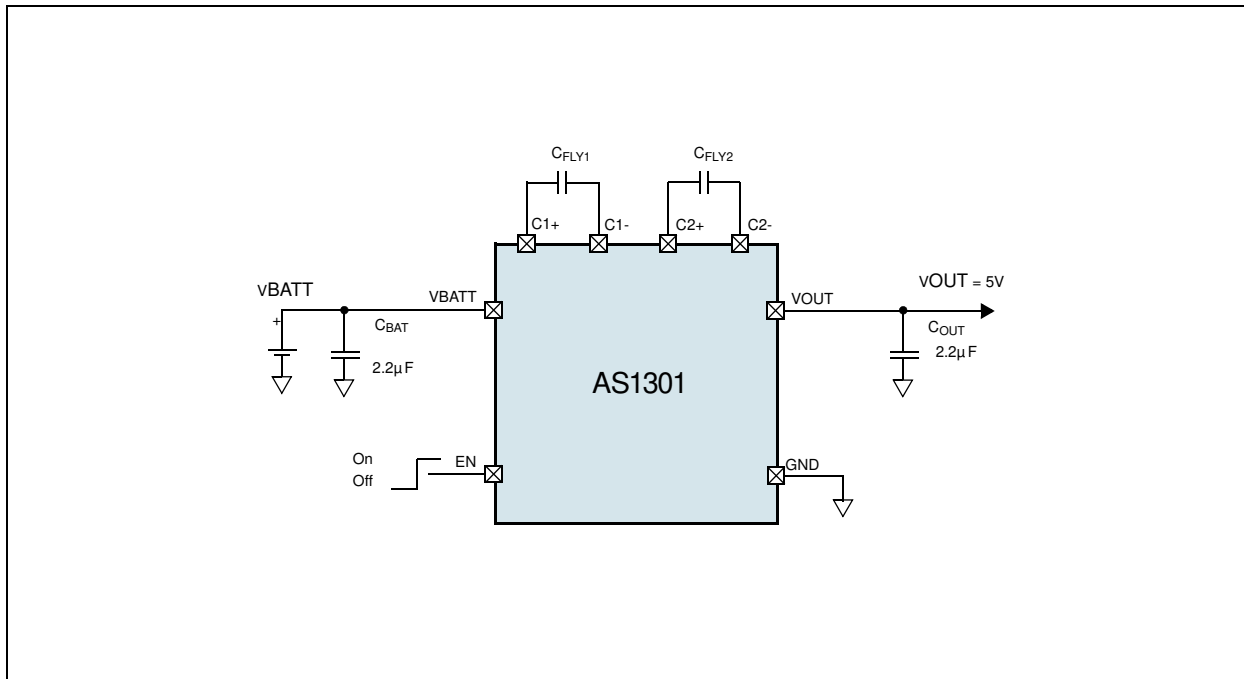 CFLY1
CFLY2
C1+
C1-
C2+
C2-
VBATT
VBATT
VOUT
VOUT = 5V
+
CBAT
COUT
2.2µF
2.2µF
AS1301
On
Off
EN
GND